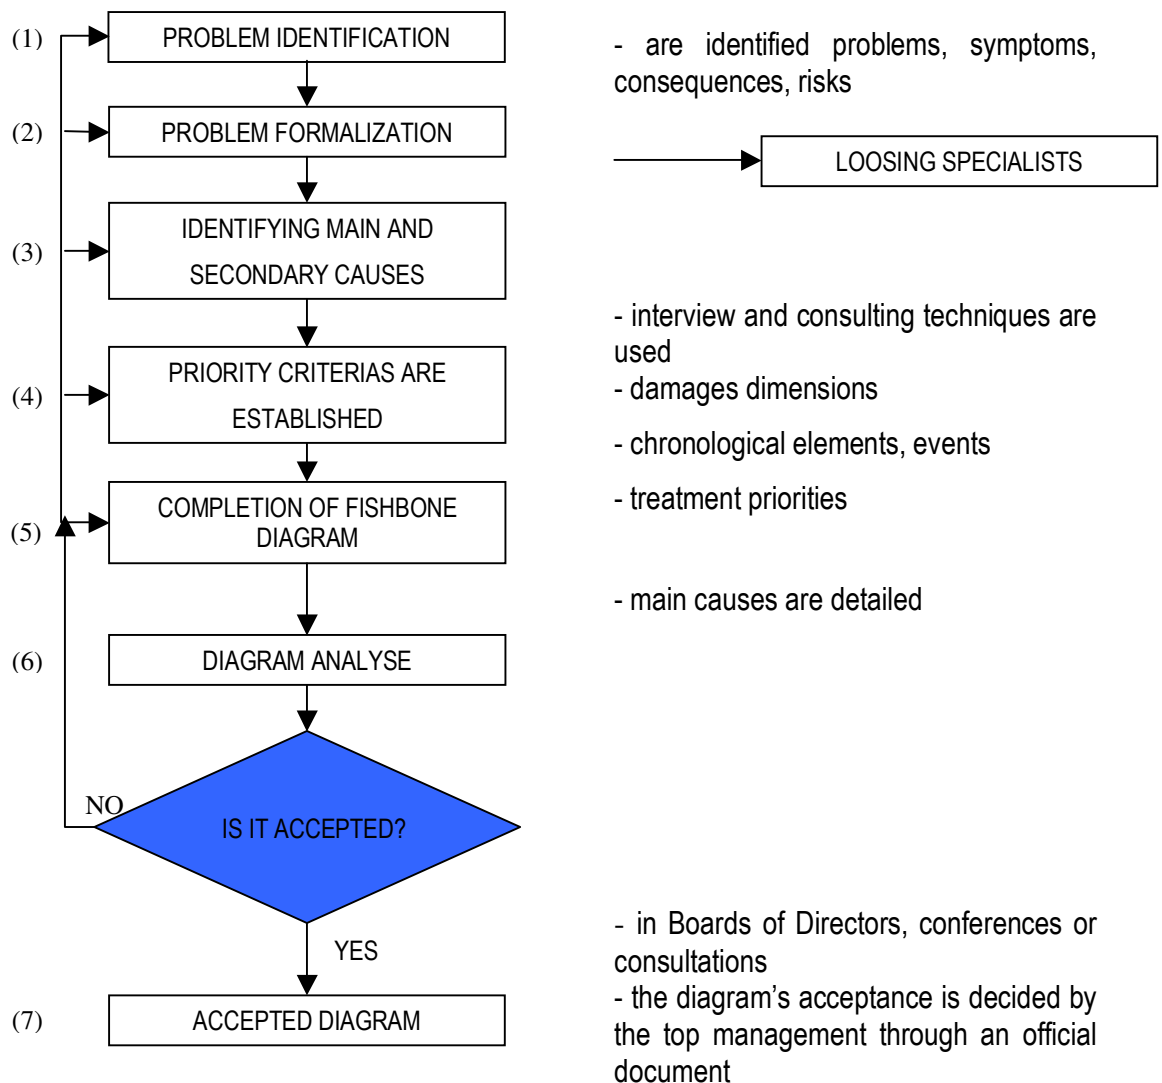 (1)
PROBLEM IDENTIFICATION
- are identified problems, symptoms,
consequences, risks
(2)
PROBLEM FORMALIZATION
LOOSING SPECIALISTS
(3)
IDENTIFYING MAIN AND
SECONDARY CAUSES
- interview and consulting techniques are
used
(4)
PRIORITY CRITERIAS ARE
ESTABLISHED
- damages dimensions
- chronological elements, events
- treatment priorities
(5)
COMPLETION OF FISHBONE
DIAGRAM
- main causes are detailed
(6)
DIAGRAM ANALYSE
NO
IS IT ACCEPTED?
YES
- in Boards of Directors, conferences or
consultations
- the diagram’s acceptance is decided by
the top management through an official
document
(7)
ACCEPTED DIAGRAM